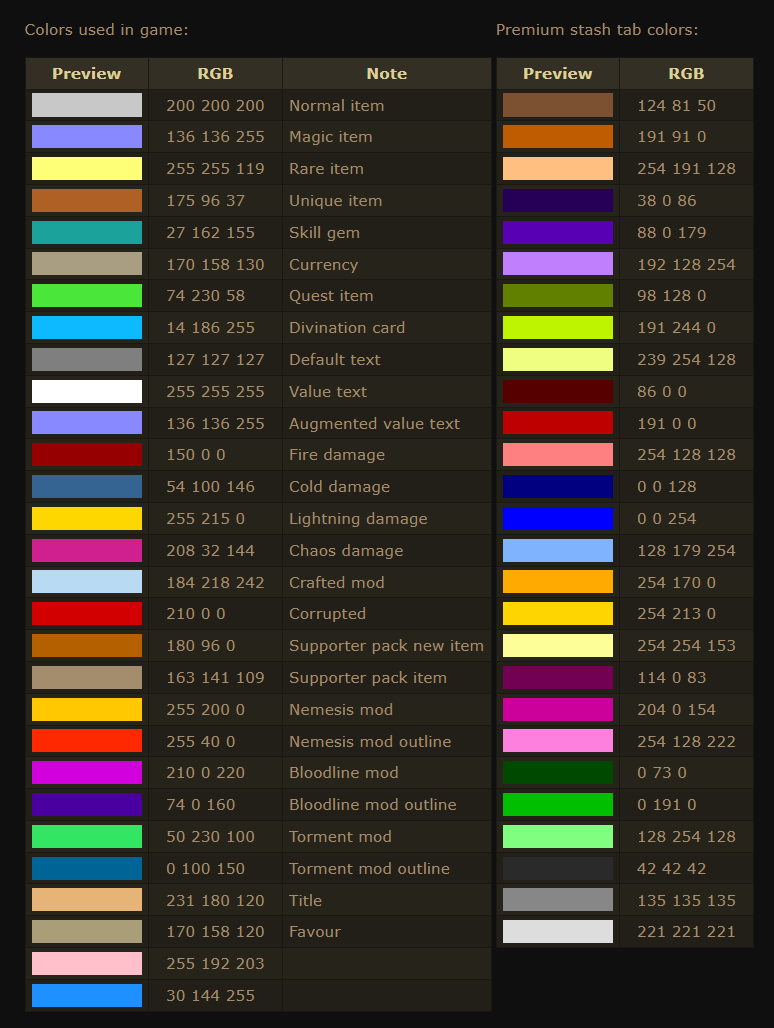 Colors used in game:
Preview RGB Note
200 200 200 Normal item
136 136 255 Magic item
255 255 119 Rare item
175 96 37 Unique item
27 162 155 Skill gem
170 158 130 Currency
74 230 58 Quest item
14 186 255 Divination card
127 127 127 Default text
255 255 255 Value text
136 136 255 Augmented value text
150 0 0 Fire damage
54 100 146 Cold damage
255 215 0 Lightning damage
208 32 144 Chaos damage
184 218 242 Crafted mod
210 0 0 Corrupted
180 96 0 Supporter pack new item
163 141 109 Supporter pack item
255 200 0 Nemesis mod
255 40 0 Nemesis mod outline
210 0 220 Bloodline mod
74 0 160 Bloodline mod outline
50 230 100 Torment mod
0 100 150 Torment mod outline
231 180 120 Title
170 158 120 Favour
255 192 203
30 144 255
Premium stash tab colors:
Preview RGB
124 81 50
191 91 0
254 191 128
38 0 86
88 0 179
192 128 254
98 128 0
191 244 0
239 254 128
86 0 0
191 0 0
254 128 128
0 0 128
0 0 254
128 179 254
254 170 0
254 213 0
254 254 153
114 0 83
204 0 154
254 128 222
0 73 0
0 191 0
128 254 128
42 42 42
135 135 135
221 221 221